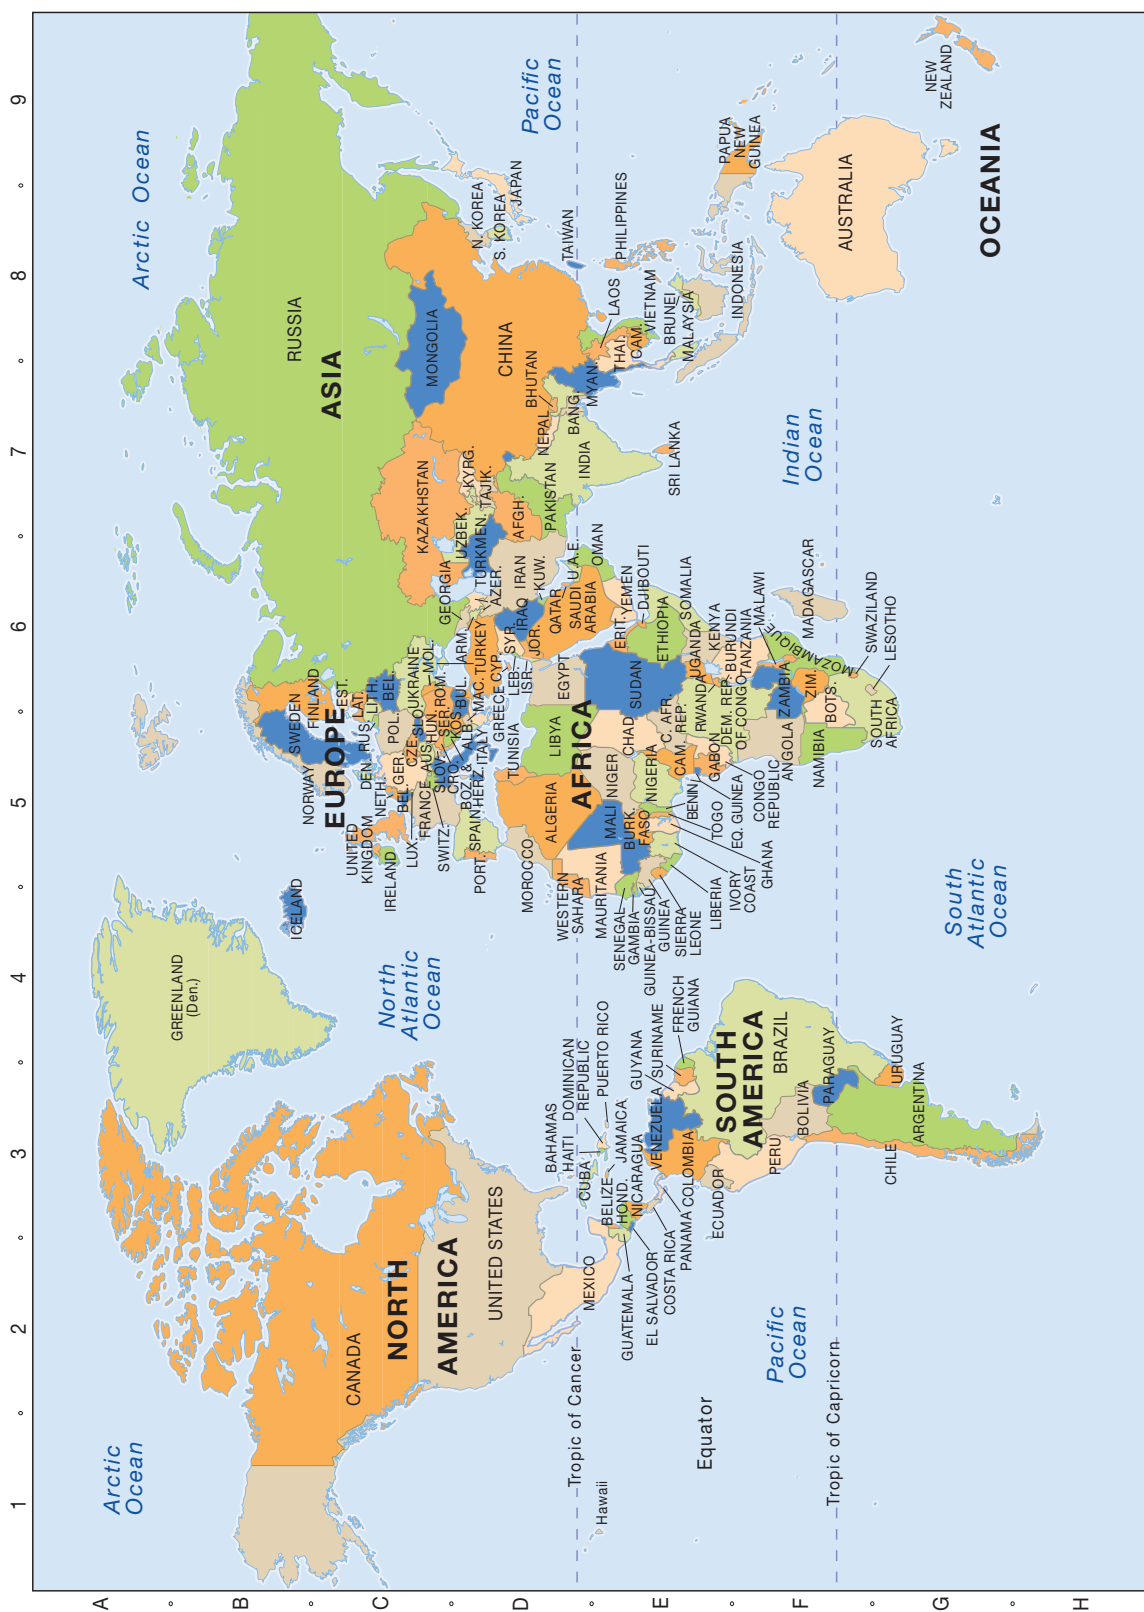 1
2
3
4
5
6
7
8
9
A
B
C
D
E
F
G
H
Arctic
Ocean
Arctic Ocean
North
Atlantic
Ocean
Pacific
Ocean
Pacific
Ocean
South
Atlantic
Ocean
Indian
Ocean
NORTH
AMERICA
SOUTH
AMERICA
EUROPE
AFRICA
ASIA
OCEANIA
Tropic of Cancer
Equator
Tropic of Capricorn
Hawaii
CANADA
UNITED STATES
GREENLAND
(Den.)
ICELAND
MEXICO
GUATEMALA
EL SALVADOR
COSTA RICA
PANAMA
BELIZE
HOND.
NICARAGUA
CUBA
BAHAMAS
HAITI
DOMINICAN
REPUBLIC
PUERTO RICO
JAMAICA
GUYANA
SURINAME
FRENCH
GUIANA
VENEZUELA
COLOMBIA
ECUADOR
PERU
BRAZIL
BOLIVIA
PARAGUAY
URUGUAY
ARGENTINA
CHILE
NORWAY
SWEDEN
FINLAND
EST.
LAT.
LITH.
RUS.
DEN.
UNITED
KINGDOM
IRELAND
NETH.
BEL.
LUX.
GER.
POL.
BEL.
FRANCE
SWITZ.
AUS.
CZE.
SLO.
UKRAINE
MOL.
HUN.
ROM.
SLOV.
CRO.
SER.
BOZ. &
HERZ.
KOS.
BUL.
ALB.
MAC.
ITALY
GREECE
SPAIN
PORT.
TURKEY
CYP.
GEORGIA
ARM.
AZER.
SYR.
LEB.
ISR.
JOR.
IRAQ
IRAN
KUW.
QATAR
SAUDI
ARABIA
U.A.E.
OMAN
YEMEN
RUSSIA
KAZAKHSTAN
UZBEK.
TURKMEN.
KYRG.
TAJIK.
AFGH.
PAKISTAN
INDIA
NEPAL
BHUTAN
BANG.
SRI LANKA
MYAN.
CHINA
MONGOLIA
N. KOREA
S. KOREA
JAPAN
TAIWAN
LAOS
THAI.
CAM.
VIETNAM
PHILIPPINES
BRUNEI
MALAYSIA
INDONESIA
PAPUA
NEW
GUINEA
AUSTRALIA
NEW
ZEALAND
MOROCCO
WESTERN
SAHARA
ALGERIA
TUNISIA
LIBYA
EGYPT
MAURITANIA
MALI
NIGER
CHAD
SUDAN
ERIT.
DJIBOUTI
ETHIOPIA
SOMALIA
SENEGAL
GAMBIA
GUINEA-BISSAU
GUINEA
SIERRA
LEONE
LIBERIA
IVORY
COAST
GHANA
TOGO
BENIN
BURK.
FASO
NIGERIA
CAM.
C. AFR.
REP.
EQ. GUINEA
GABON
CONGO
REPUBLIC
DEM. REP.
OF CONGO
RWANDA
UGANDA
KENYA
BURUNDI
TANZANIA
MALAWI
ANGOLA
ZAMBIA
MOZAMBIQUE
ZIM.
BOTS.
NAMIBIA
SOUTH
AFRICA
SWAZILAND
LESOTHO
MADAGASCAR